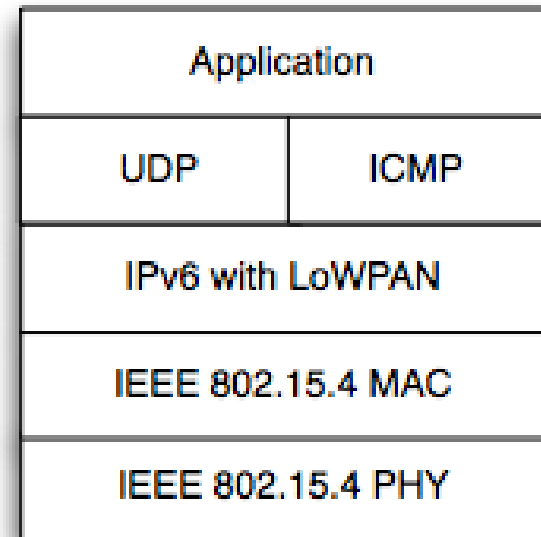 Application
UDP ICMP
IPv6 with LoWPAN
IEEE 802.15.4 MAC
IEEE 802.15.4 PHY